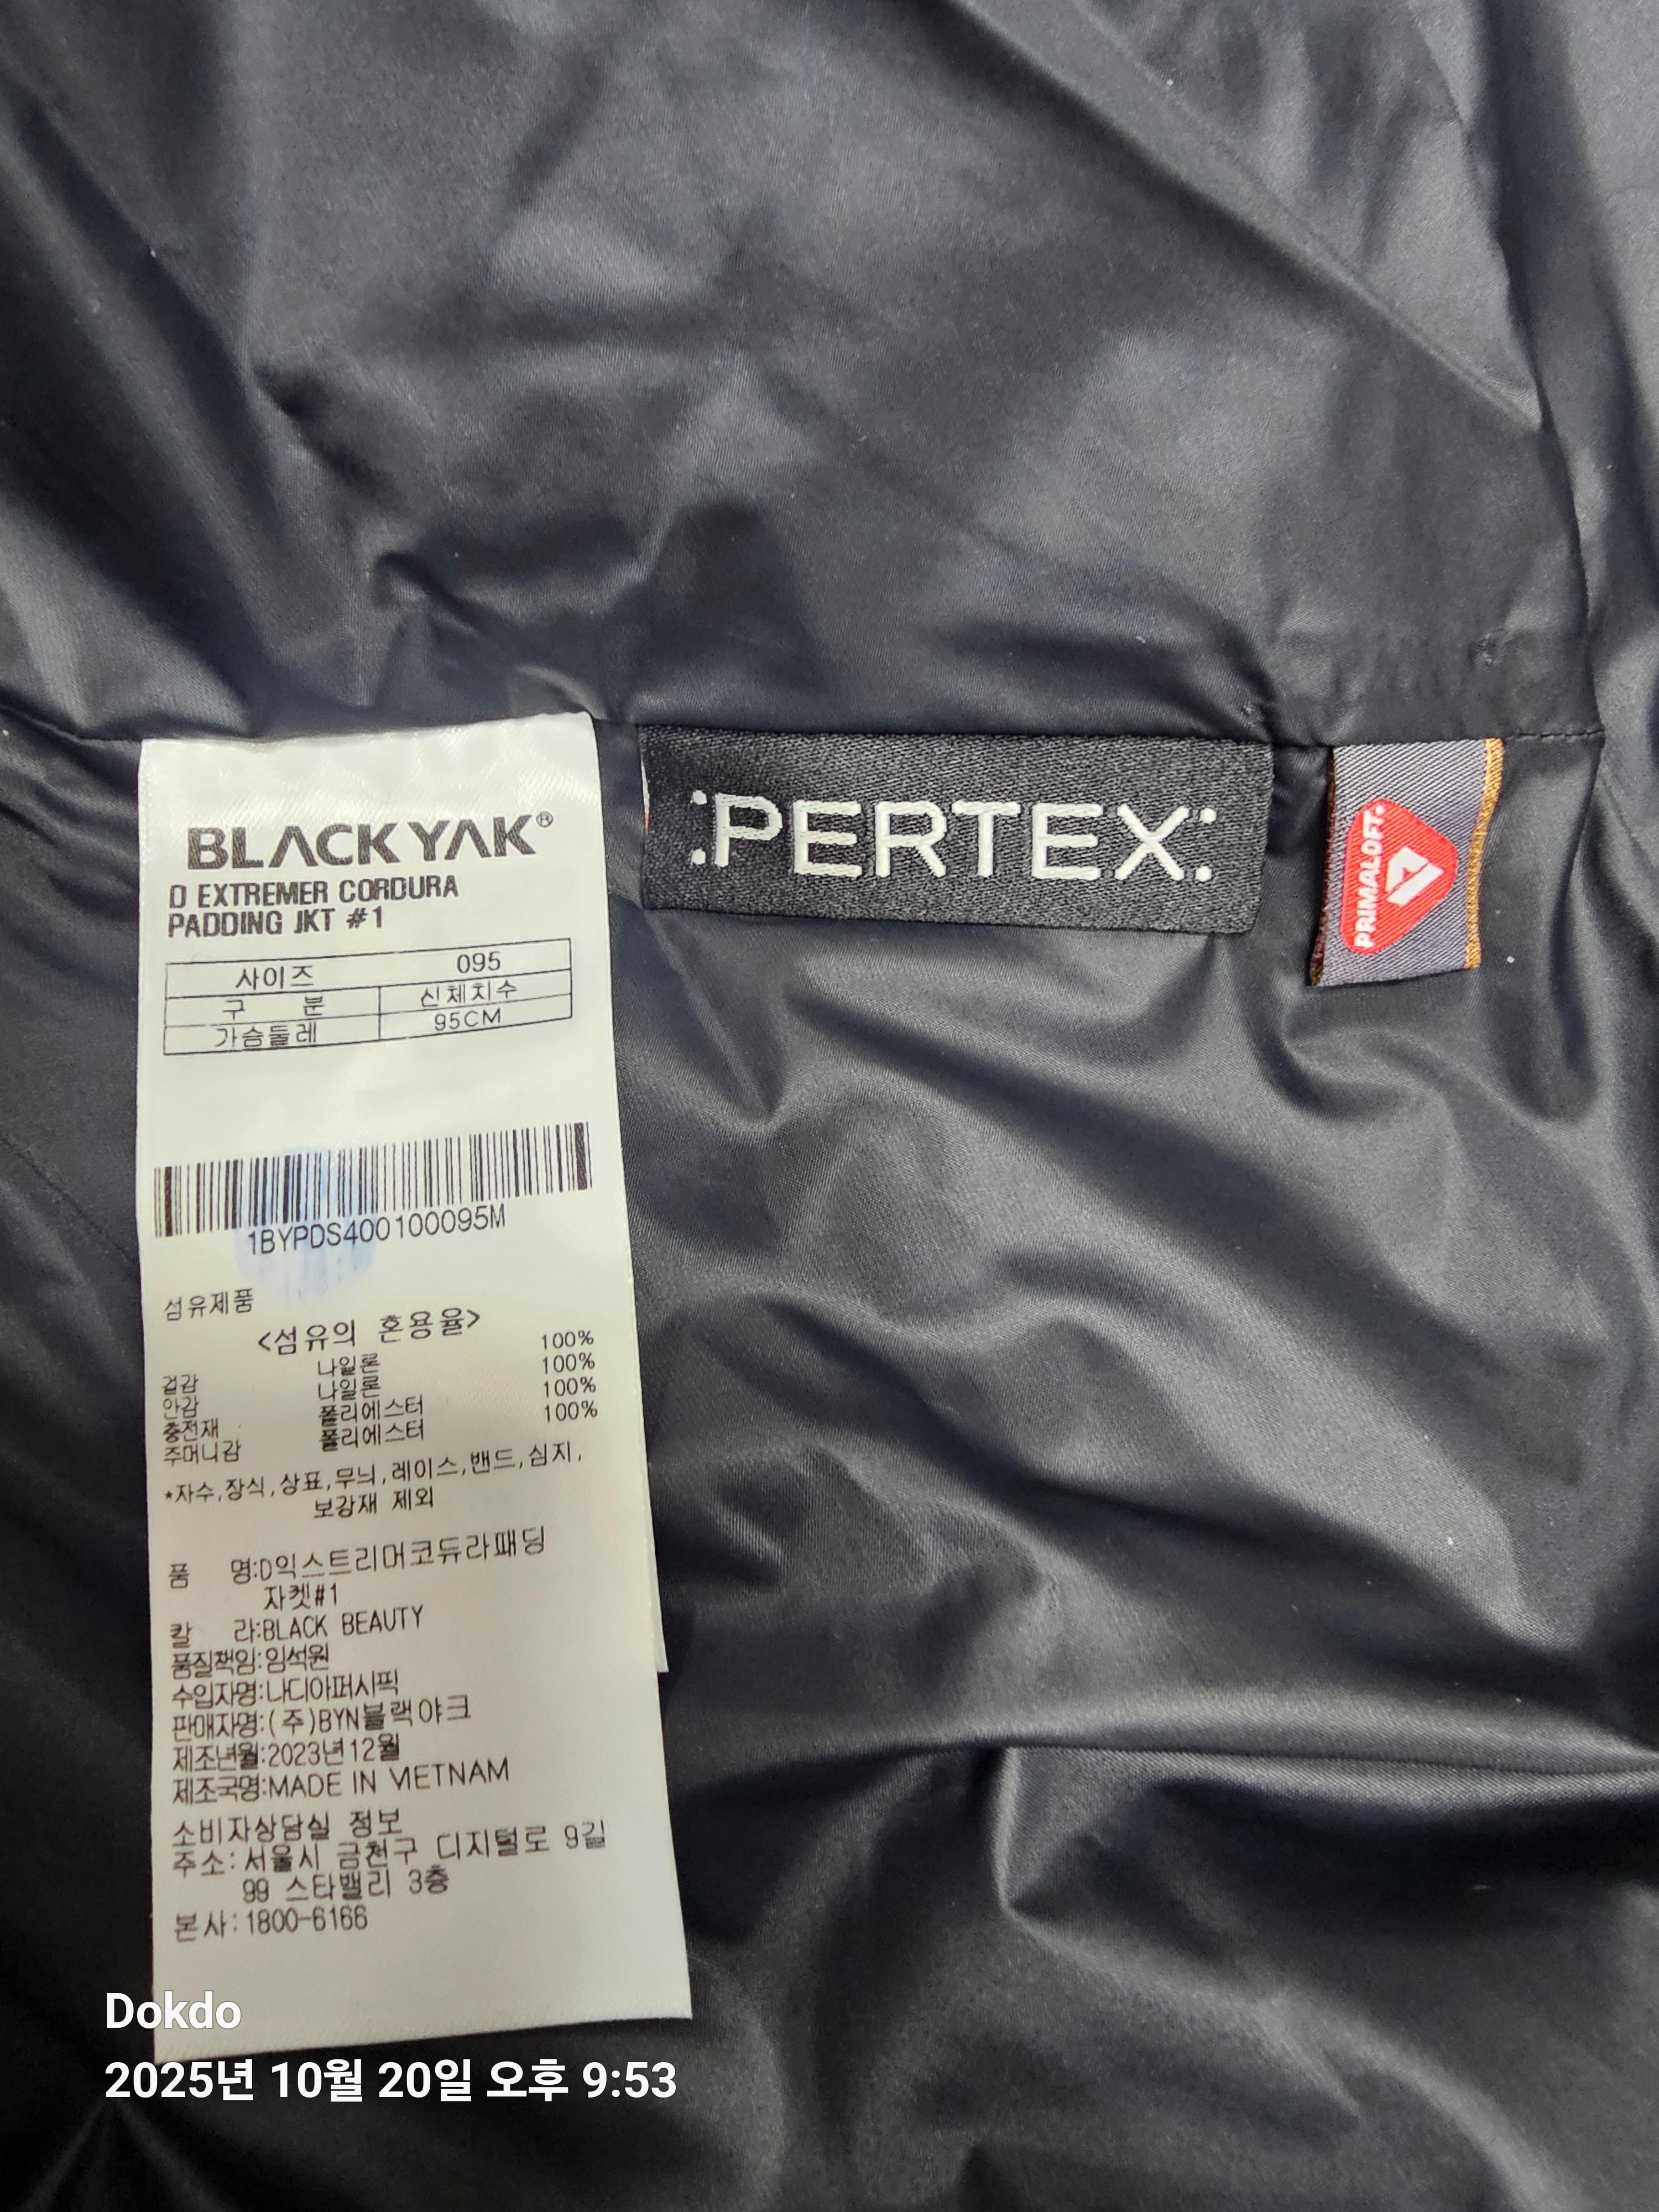 BLACKYAK®
D EXTREMER CORDURA
PADDING JKT #1
사이즈 095
구 분 신체치수
가슴둘레 95CM
1BYPDS400100095M
섬유제품
<섬유의 혼용율>
겉감 나일론 100%
안감 나일론 100%
충전재 폴리에스터 100%
주머니감 폴리에스터 100%
*자수,장식,상표,무늬,레이스,밴드,심지,
보강재 제외
품 명:D익스트리머코듀라패딩
자켓#1
칼 라:BLACK BEAUTY
품질책임:임석원
수입자명:나디아퍼시픽
판매자명:(주)BYN블랙야크
제조년월:2023년12월
제조국명:MADE IN VIETNAM
소비자상담실 정보
주소:서울시 금천구 디지털로 9길
99 스타밸리 3층
본사:1800-6166
:PERTEX:
PRIMALOFT.
Dokdo
2025년 10월 20일 오후 9:53